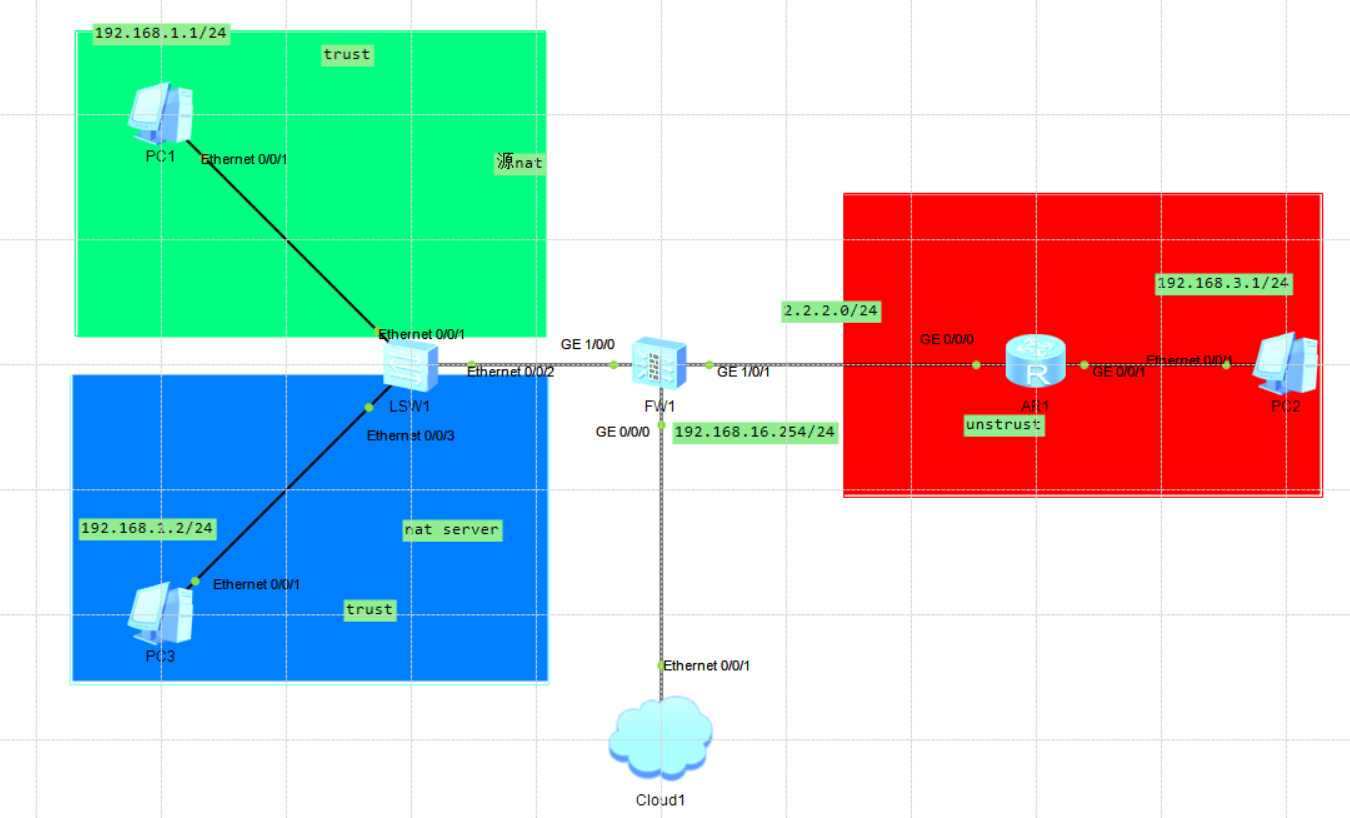 192.168.1.1/24
trust
PC1
Ethernet 0/0/1
源nat
Ethernet 0/0/1
LSW1
Ethernet 0/0/2
Ethernet 0/0/3
GE 1/0/0
FW1
GE 1/0/1
GE 0/0/0
192.168.16.254/24
2.2.2.0/24
GE 0/0/0
AR1
unstrust
GE 0/0/1
192.168.3.1/24
Ethernet 0/0/1
PC2
192.168.1.2/24
nat server
Ethernet 0/0/1
trust
PC3
Ethernet 0/0/1
Cloud1